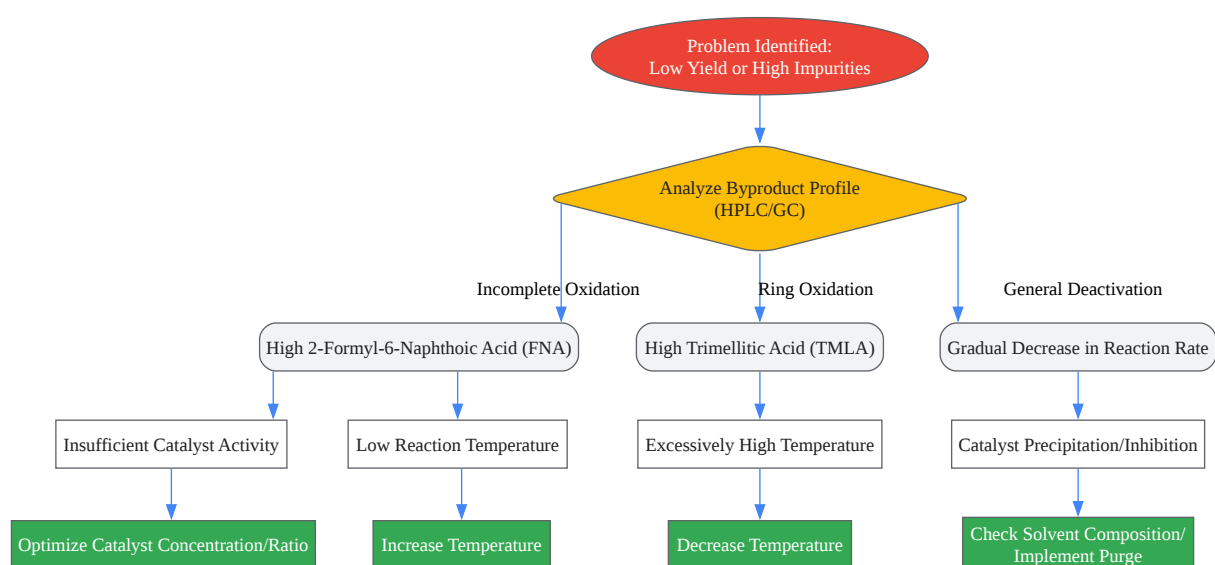 Problem Identified:
Low Yield or High Impurities
Analyze Byproduct Profile
(HPLC/GC)
Incomplete Oxidation
Ring Oxidation
General Deactivation
High 2-Formyl-6-Naphthoic Acid (FNA)
High Trimellitic Acid (TMLA)
Gradual Decrease in Reaction Rate
Insufficient Catalyst Activity
Low Reaction Temperature
Excessively High Temperature
Catalyst Precipitation/Inhibition
Optimize Catalyst Concentration/Ratio
Increase Temperature
Decrease Temperature
Check Solvent Composition/
Implement Purge